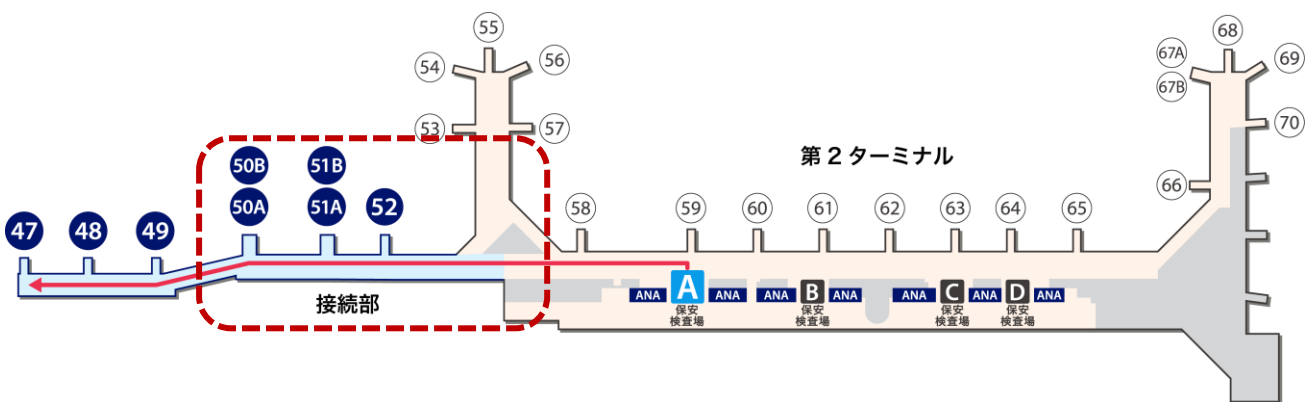 55
68
54
56
67A
69
67B
53
57
70
50B
51B
第2ターミナル
66
50A
51A
52
58
59
60
61
62
63
64
65
47
48
49
接続部
ANA
A
ANA
ANA
B
ANA
ANA
C
ANA
D
ANA
保安
検査場
保安
検査場
保安
検査場
保安
検査場